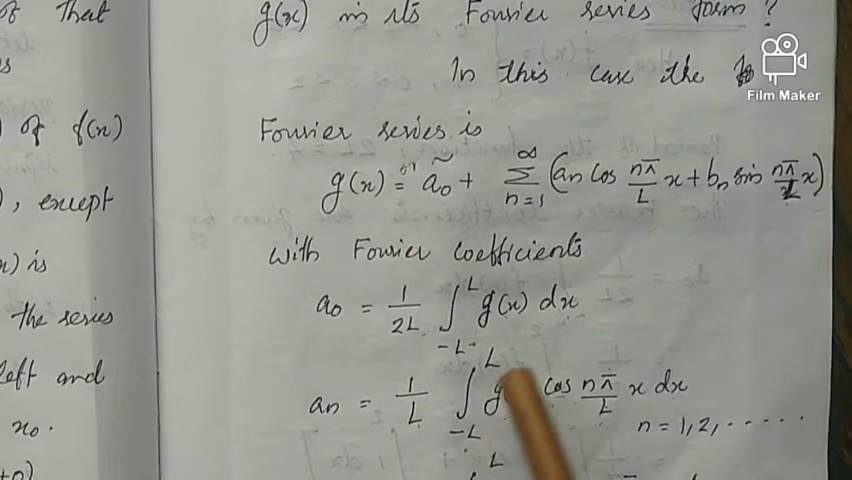 of that
g(x) in its Fourier series form?
In this case the
Film Maker
of f(x)
Fourier series is
g(x) = or ~ a0 + ∑ n=1 ∞ (an cos nπ/L x + bn sin nπ/L x)
, except
with Fourier coefficients
) is
a0 = 1/2L ∫ -L L g(x) dx
the series
left and
an = 1/L ∫ -L L g cos nπ/L x dx
n = 1, 2, ......
x0.
L
+0)